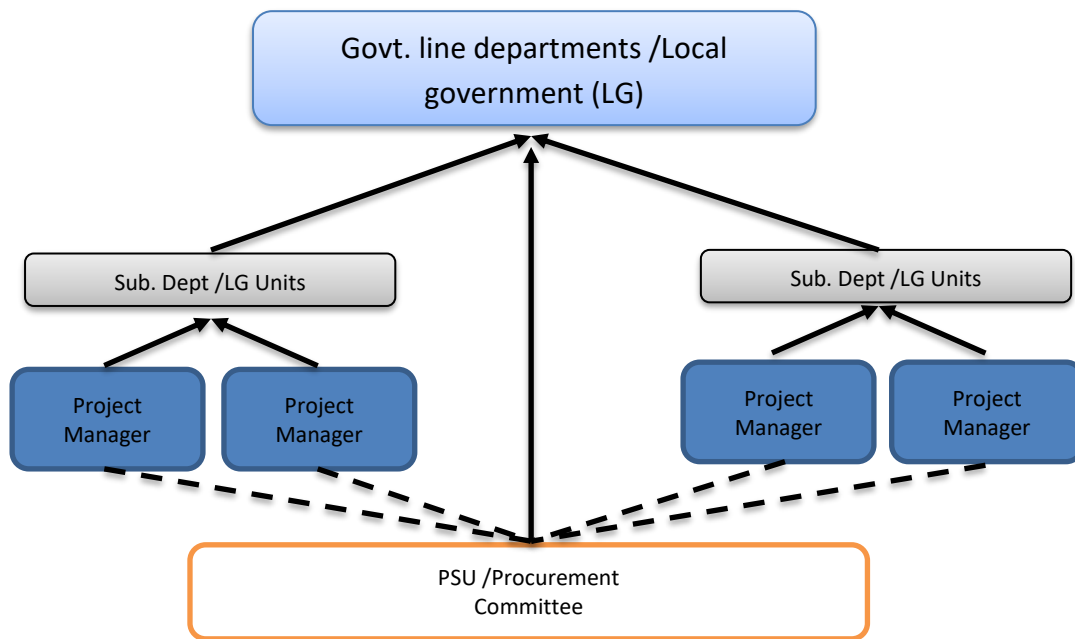 Govt. line departments /Local
government (LG)
Sub. Dept /LG Units
Sub. Dept /LG Units
Project
Manager
Project
Manager
Project
Manager
Project
Manager
PSU /Procurement
Committee